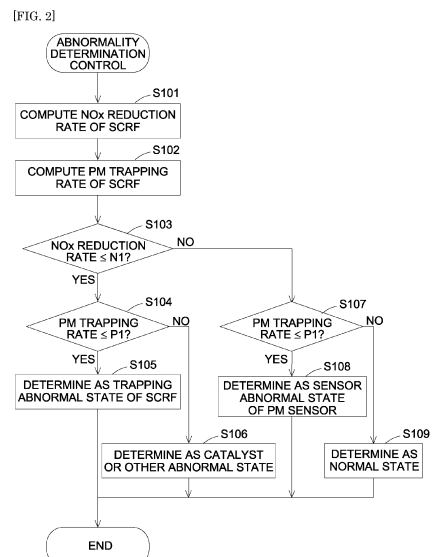 [FIG. 2]
ABNORMALITY
DETERMINATION
CONTROL
S101
COMPUTE NOx REDUCTION
RATE OF SCRF
S102
COMPUTE PM TRAPPING
RATE OF SCRF
S103
NOx REDUCTION
RATE ≤ N1?
NO
YES
S104
PM TRAPPING
RATE ≤ P1?
NO
YES
S105
DETERMINE AS TRAPPING
ABNORMAL STATE OF SCRF
S106
DETERMINE AS CATALYST
OR OTHER ABNORMAL STATE
S107
PM TRAPPING
RATE ≤ P1?
NO
YES
S108
DETERMINE AS SENSOR
ABNORMAL STATE
OF PM SENSOR
S109
DETERMINE AS
NORMAL STATE
END